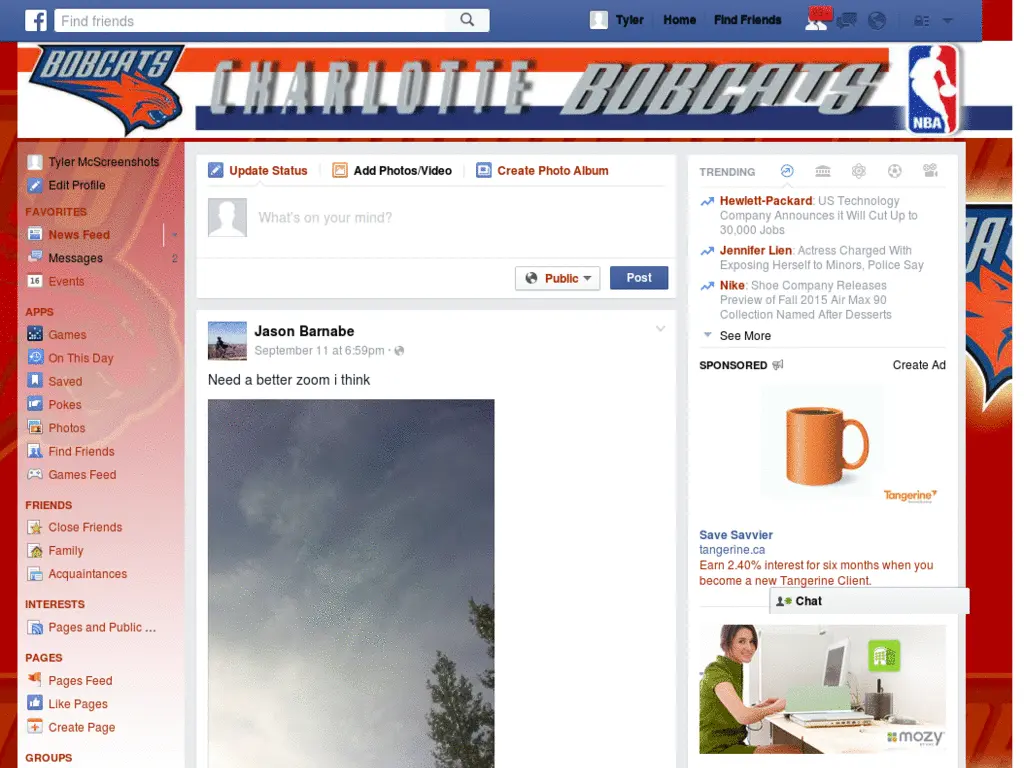 Find friends
Tyler
Home
Find Friends
BOBCATS
CHARLOTTE BOBCATS
NBA
Tyler McScreenshots
Edit Profile
FAVORITES
News Feed
Messages
2
Events
16
APPS
Games
On This Day
Saved
Pokes
Photos
Find Friends
Games Feed
FRIENDS
Close Friends
Family
Acquaintances
INTERESTS
Pages and Public ...
PAGES
Pages Feed
Like Pages
Create Page
GROUPS
Update Status
Add Photos/Video
Create Photo Album
What's on your mind?
Public
Post
Jason Barnabe
September 11 at 6:59pm ·
Need a better zoom i think
TRENDING
Hewlett-Packard: US Technology
Company Announces it Will Cut Up to
30,000 Jobs
Jennifer Lien: Actress Charged With
Exposing Herself to Minors, Police Say
Nike: Shoe Company Releases
Preview of Fall 2015 Air Max 90
Collection Named After Desserts
See More
SPONSORED
Create Ad
Tangerine
Save Savvier
tangerine.ca
Earn 2.40% interest for six months when you
become a new Tangerine Client.
Chat
mozy